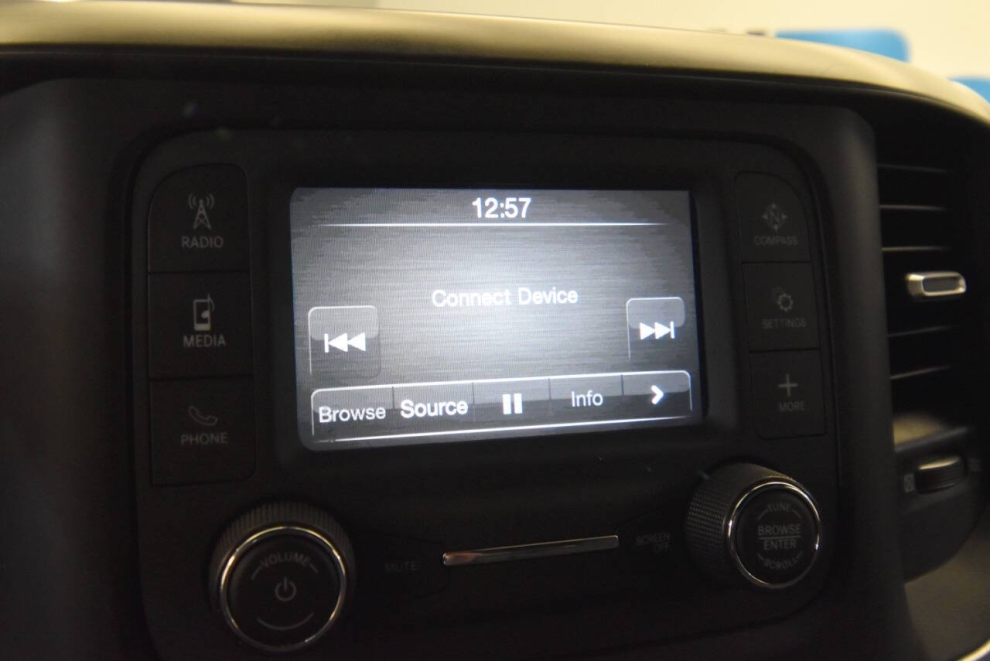 12:57
RADIO
COMPASS
Connect Device
MEDIA
SETTINGS
Browse Source Info
PHONE
MORE
VOLUME
MUTE
SCREEN
OFF
TUNE
BROWSE
ENTER
SCROLL